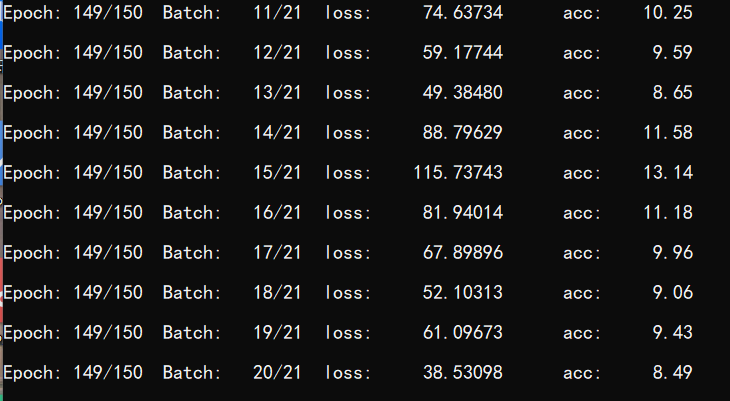 Epoch: 149/150 Batch: 11/21 loss: 74.63734 acc: 10.25
Epoch: 149/150 Batch: 12/21 loss: 59.17744 acc: 9.59
Epoch: 149/150 Batch: 13/21 loss: 49.38480 acc: 8.65
Epoch: 149/150 Batch: 14/21 loss: 88.79629 acc: 11.58
Epoch: 149/150 Batch: 15/21 loss: 115.73743 acc: 13.14
Epoch: 149/150 Batch: 16/21 loss: 81.94014 acc: 11.18
Epoch: 149/150 Batch: 17/21 loss: 67.89896 acc: 9.96
Epoch: 149/150 Batch: 18/21 loss: 52.10313 acc: 9.06
Epoch: 149/150 Batch: 19/21 loss: 61.09673 acc: 9.43
Epoch: 149/150 Batch: 20/21 loss: 38.53098 acc: 8.49